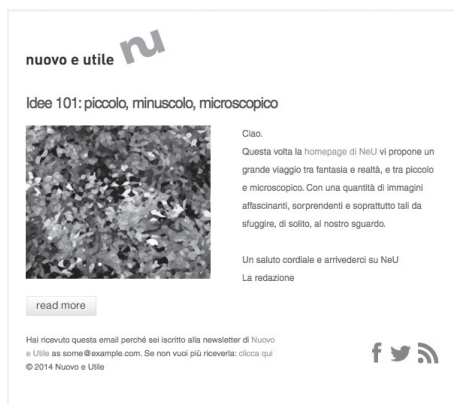 nuovo e utile nu
Idee 101: piccolo, minuscolo, microscopico
Ciao.
Questa volta la homepage di NeU vi propone un
grande viaggio tra fantasia e realtà, e tra piccolo
e microscopico. Con una quantità di immagini
affascinanti, sorprendenti e soprattutto tali da
sfuggire, di solito, al nostro sguardo.
Un saluto cordiale e arrivederci su NeU
La redazione
read more
Hai ricevuto questa email perché sei iscritto alla newsletter di Nuovo
e Utile as some@example.com. Se non vuoi più riceverla: clicca qui
© 2014 Nuovo e Utile